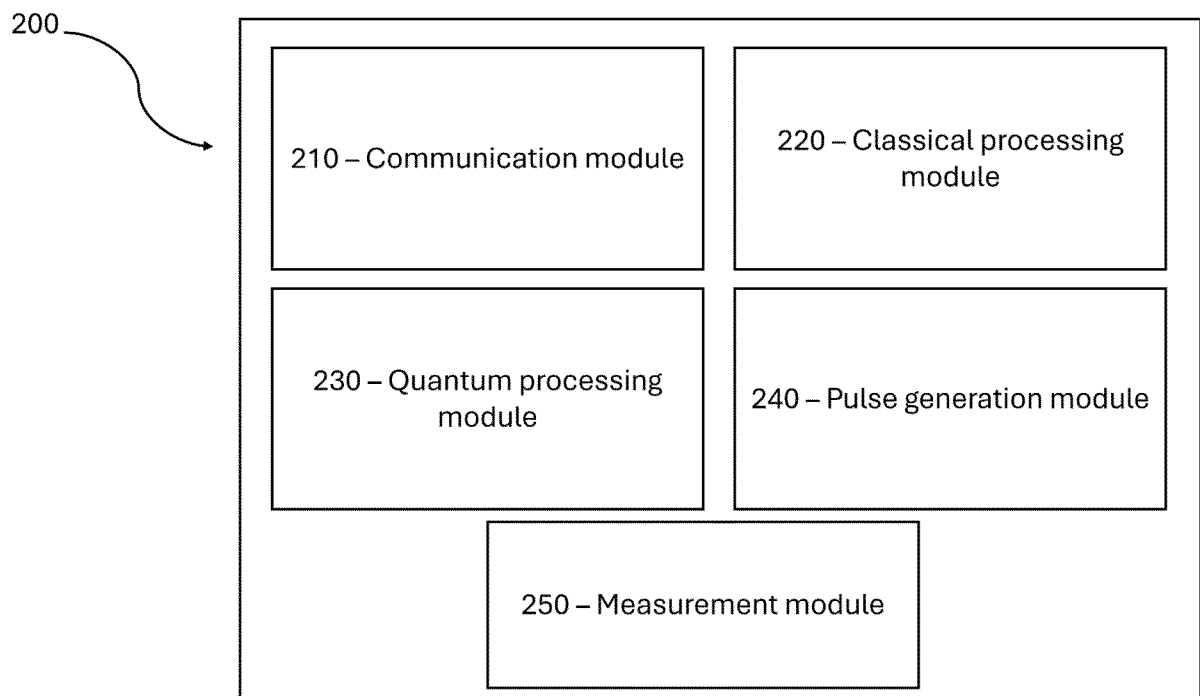 200
210 – Communication module
220 – Classical processing
module
230 – Quantum processing
module
240 – Pulse generation module
250 – Measurement module